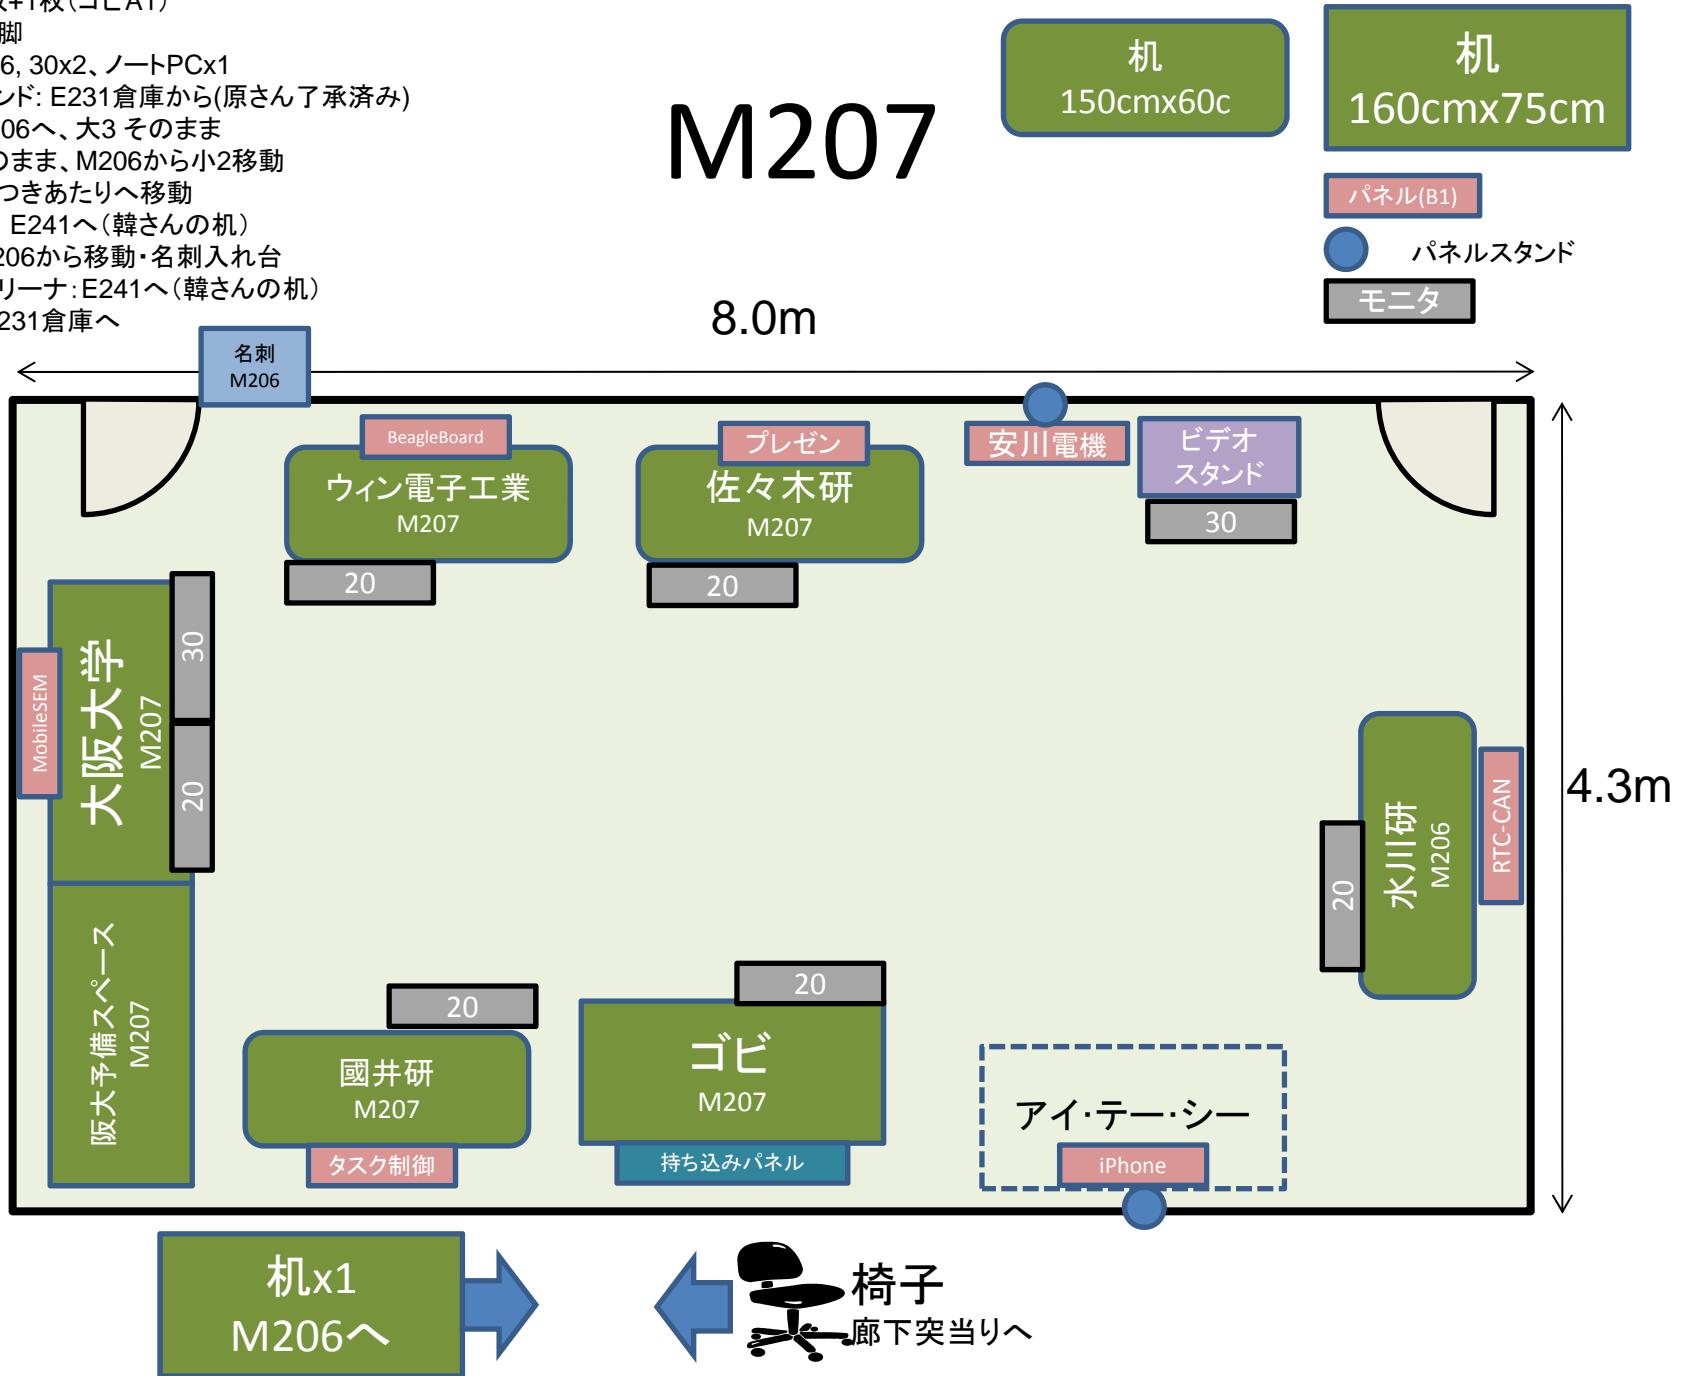 +1枚(ゴビA1)
脚
6, 30x2、ノートPCx1
ンド: E231倉庫から(原さん了承済み)
06へ、大3 そのまま
のまま、M206から小2移動
つきあたりへ移動
E241へ(韓さんの机)
206から移動・名刺入れ台
リーナ:E241へ(韓さんの机)
231倉庫へ
M207
机
150cmx60c
机
160cmx75cm
パネル(B1)
パネルスタンド
モニタ
8.0m
名刺
M206
BeagleBoard
ウィン電子工業
M207
20
プレゼン
佐々木研
M207
20
安川電機
ビデオ
スタンド
30
MobileSEM
大阪大学
M207
30
20
阪大予備スペース
M207
4.3m
水川研
M206
20
RTC-CAN
20
國井研
M207
タスク制御
20
ゴビ
M207
持ち込みパネル
アイ・テー・シー
iPhone
机x1
M206へ
椅子
廊下突当りへ